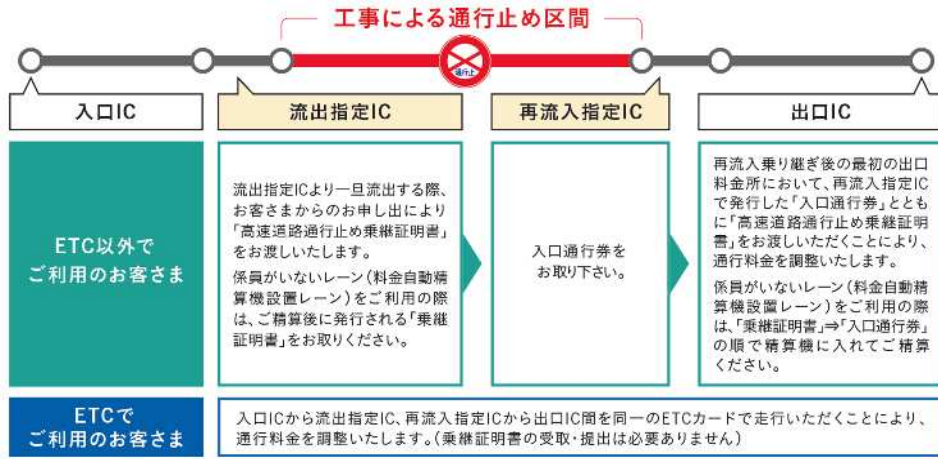 工事による通行止め区間
通行止
入口IC
流出指定IC
再流入指定IC
出口IC
ETC以外で
ご利用のお客さま
流出指定ICより一旦流出する際、
お客さまからのお申し出により
「高速道路通行止め乗継証明書」
をお渡しいたします。
係員がいないレーン(料金自動精
算機設置レーン)をご利用の際
は、ご精算後に発行される「乗継
証明書」をお取りください。
入口通行券を
お取り下さい。
再流入乗り継ぎ後の最初の出口
料金所において、再流入指定IC
で発行した「入口通行券」ととも
に「高速道路通行止め乗継証明
書」をお渡しいただくことにより、
通行料金を調整いたします。
係員がいないレーン(料金自動精
算機設置レーン)をご利用の際
は、「乗継証明書」⇒「入口通行券」
の順で精算機に入れてご精算
ください。
ETCで
ご利用のお客さま
入口ICから流出指定IC、再流入指定ICから出口IC間を同一のETCカードで走行いただくことにより、
通行料金を調整いたします。(乗継証明書の受取・提出は必要ありません)